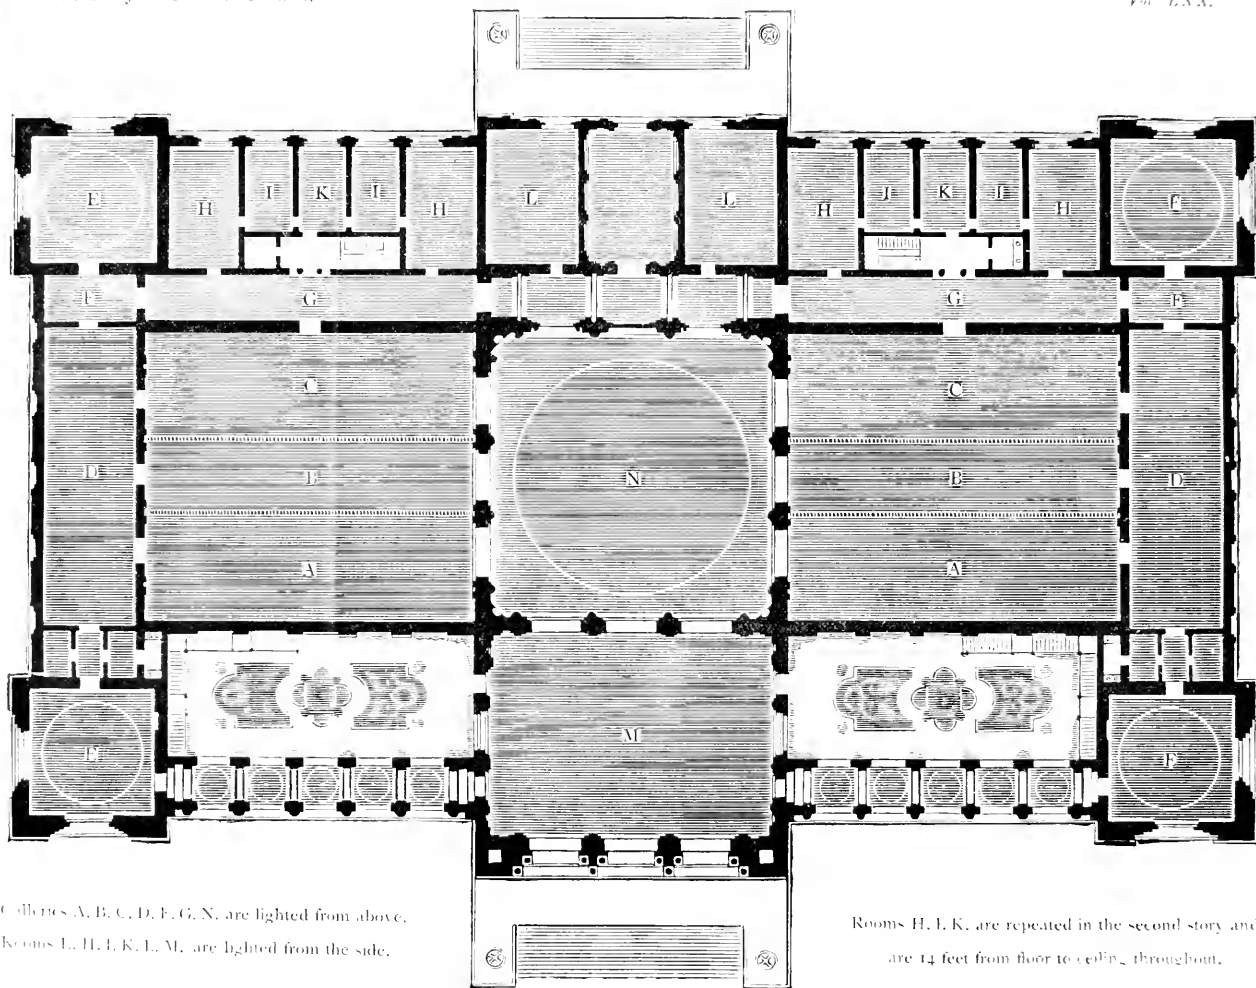 E
H
I
K
I
H
L
L
H
J
K
I
H
E
F
G
G
F
C
C
D
B
N
B
D
A
A
E
M
E
Galleries A. B. C. D. F. G. N. are lighted from above.
Rooms E. H. I. K. L. M. are lighted from the side.
Rooms H. I. K. are repeated in the second story and
are 14 feet from floor to ceiling throughout.